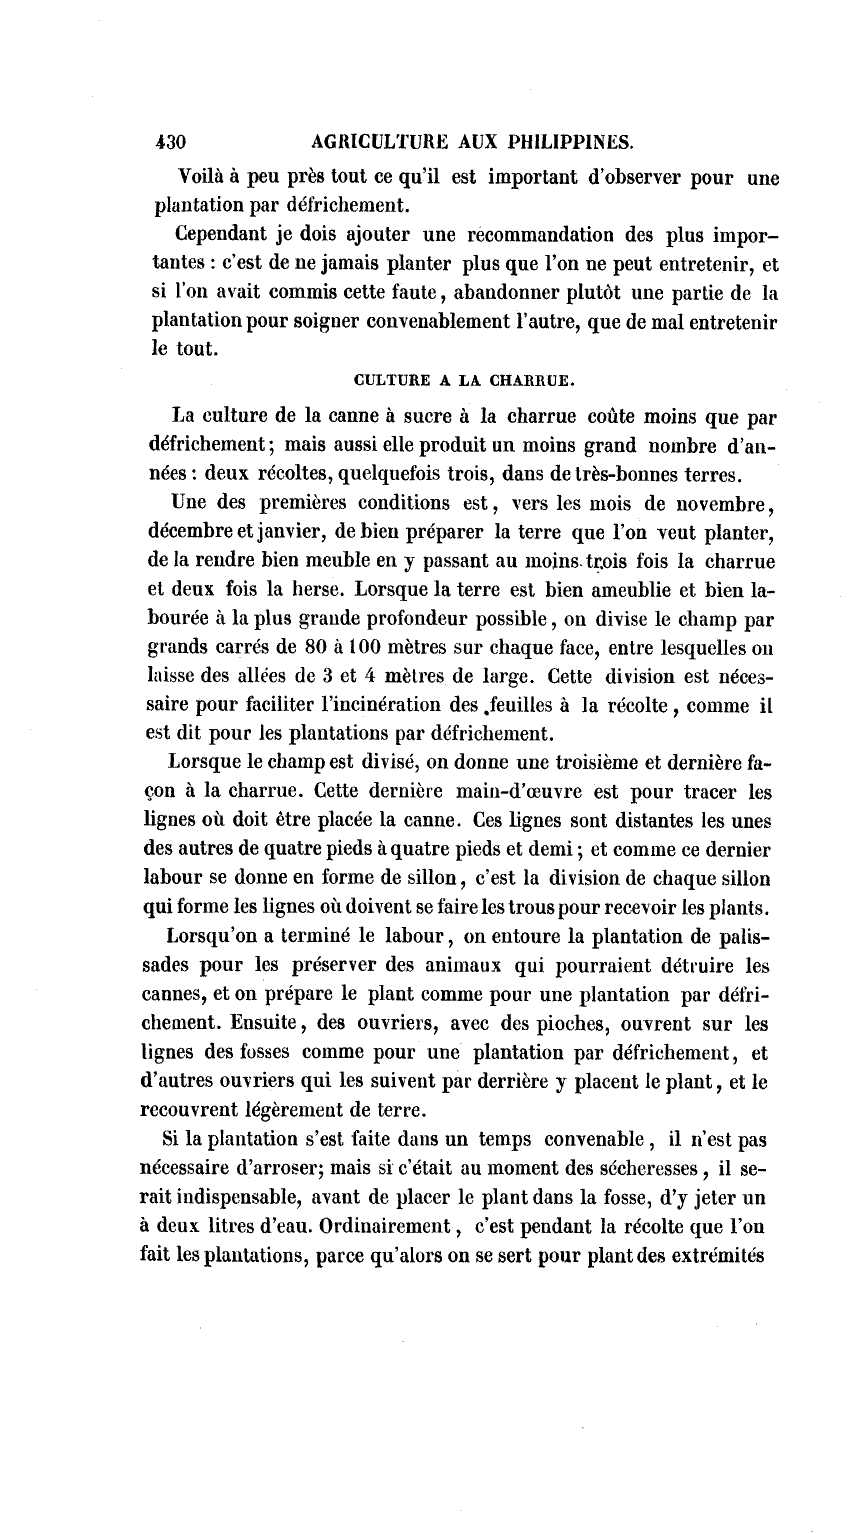 430 AGRICULTURE AUX PHILIPPINES.
Voilà à peu près tout ce qu'il est important d'observer pour une
plantation par défrichement.
Cependant je dois ajouter une recommandation des plus impor-
tantes : c'est de ne jamais planter plus que l'on ne peut entretenir, et
si l'on avait commis cette faute, abandonner plutôt une partie de la
plantation pour soigner convenablement l'autre, que de mal entretenir
le tout.
CULTURE A LA CHARRUE.
La culture de la canne à sucre à la charrue coûte moins que par
défrichement; mais aussi elle produit un moins grand nombre d'an-
nées : deux récoltes, quelquefois trois, dans de très-bonnes terres.
Une des premières conditions est, vers les mois de novembre,
décembre et janvier, de bien préparer la terre que l'on veut planter,
de la rendre bien meuble en y passant au moins trois fois la charrue
et deux fois la herse. Lorsque la terre est bien ameublie et bien la-
bourée à la plus grande profondeur possible, on divise le champ par
grands carrés de 80 à 100 mètres sur chaque face, entre lesquelles on
laisse des allées de 3 et 4 mètres de large. Cette division est néces-
saire pour faciliter l'incinération des feuilles à la récolte, comme il
est dit pour les plantations par défrichement.
Lorsque le champ est divisé, on donne une troisième et dernière fa-
çon à la charrue. Cette dernière main-d'œuvre est pour tracer les
lignes où doit être placée la canne. Ces lignes sont distantes les unes
des autres de quatre pieds à quatre pieds et demi; et comme ce dernier
labour se donne en forme de sillon, c'est la division de chaque sillon
qui forme les lignes où doivent se faire les trous pour recevoir les plants.
Lorsqu'on a terminé le labour, on entoure la plantation de palis-
sades pour les préserver des animaux qui pourraient détruire les
cannes, et on prépare le plant comme pour une plantation par défri-
chement. Ensuite, des ouvriers, avec des pioches, ouvrent sur les
lignes des fosses comme pour une plantation par défrichement, et
d'autres ouvriers qui les suivent par derrière y placent le plant, et le
recouvrent légèrement de terre.
Si la plantation s'est faite dans un temps convenable, il n'est pas
nécessaire d'arroser; mais si c'était au moment des sécheresses, il se-
rait indispensable, avant de placer le plant dans la fosse, d'y jeter un
à deux litres d'eau. Ordinairement, c'est pendant la récolte que l'on
fait les plantations, parce qu'alors on se sert pour plant des extrémités